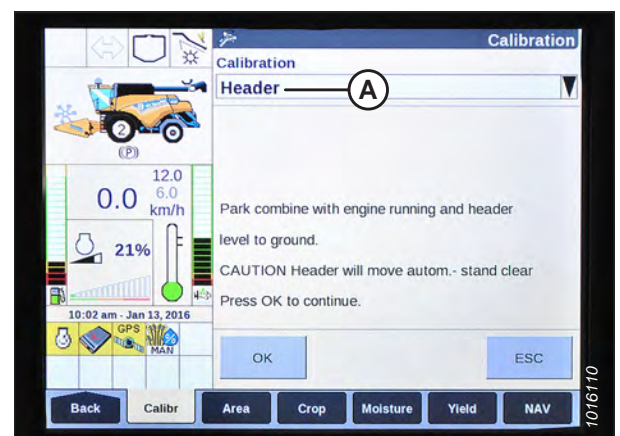 Calibration
Calibration
Header
A
2
(P)
12.0
6.0
0.0
km/h
21%
Park combine with engine running and header
level to ground.
CAUTION Header will move autom.- stand clear
Press OK to continue.
10:02 am - Jan 13, 2016
GPS
MAN
OK
ESC
Back
Calibr
Area
Crop
Moisture
Yield
NAV
1016110